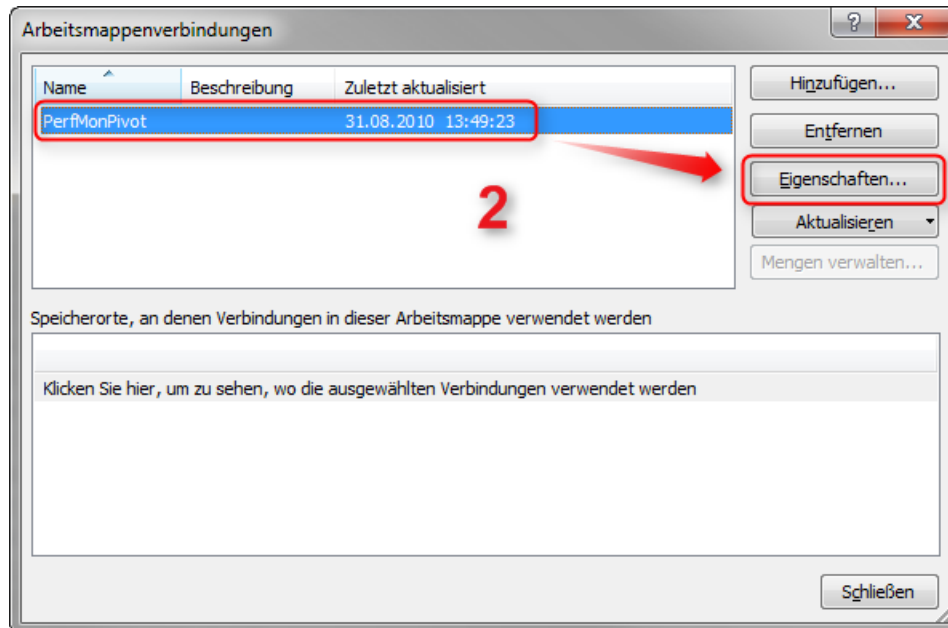 Arbeitsmappenverbindungen
Name Beschreibung Zuletzt aktualisiert
PerfMonPivot 31.08.2010 13:49:23
2
Hinzufügen...
Entfernen
Eigenschaften...
Aktualisieren
Mengen verwalten...
Speicherorte, an denen Verbindungen in dieser Arbeitsmappe verwendet werden
Klicken Sie hier, um zu sehen, wo die ausgewählten Verbindungen verwendet werden
Schließen